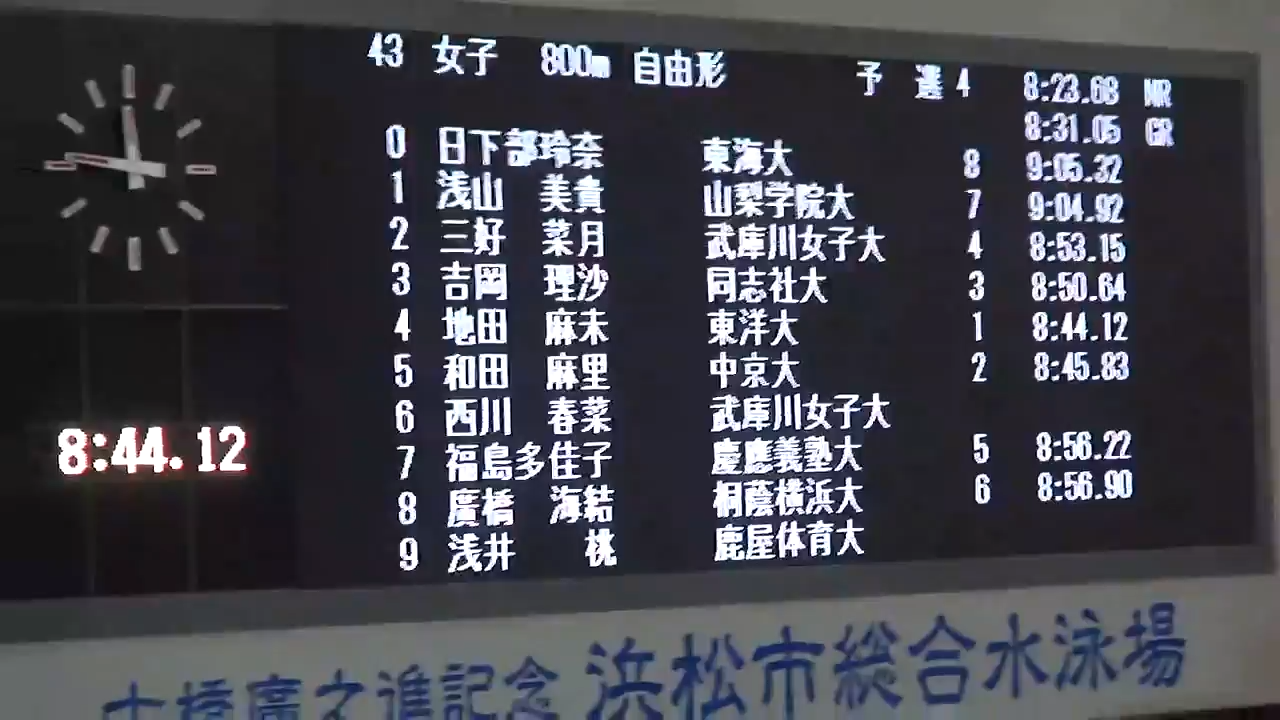 43 女子 800m 自由形 予選4 8:23.68 NR
8:31.05 GR
0 日下部玲奈 東海大 8 9:05.32
1 浅山 美貴 山梨学院大 7 9:04.92
2 三好 菜月 武庫川女子大 4 8:53.15
3 吉岡 理沙 同志社大 3 8:50.64
4 地田 麻未 東洋大 1 8:44.12
5 和田 麻里 中京大 2 8:45.83
6 西川 春菜 武庫川女子大
7 福島多佳子 慶應義塾大 5 8:56.22
8 廣橋 海結 桐蔭横浜大 6 8:56.90
9 浅井 桃 鹿屋体育大
8:44.12
古橋廣之進記念 浜松市総合水泳場